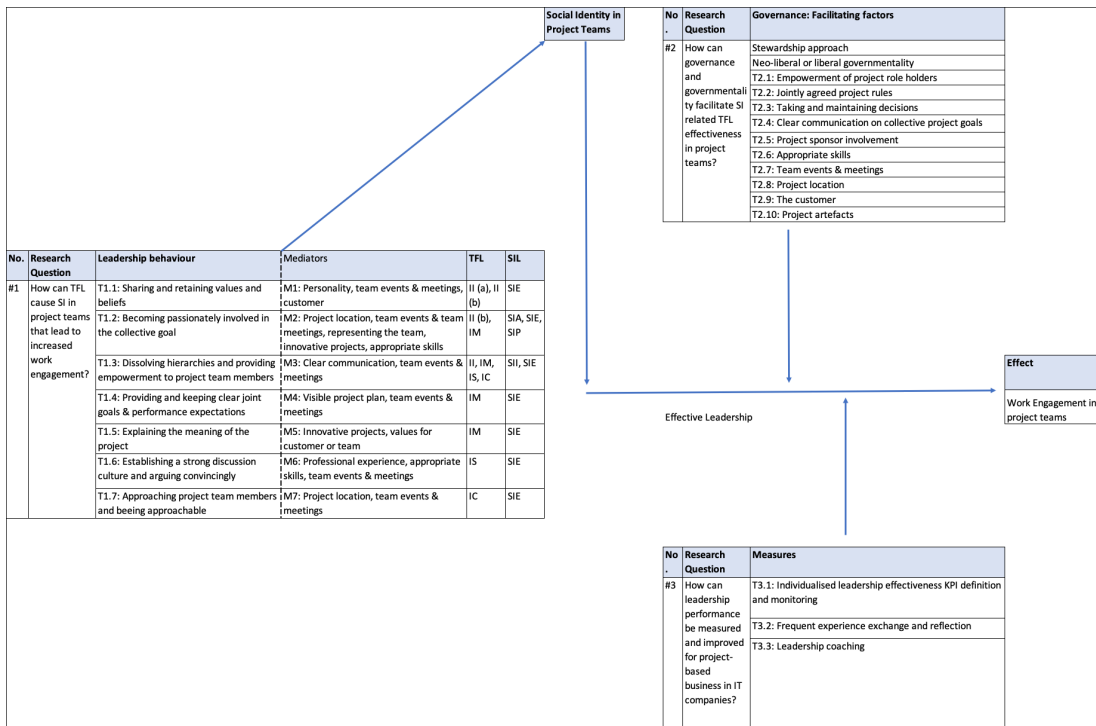 Social Identity in
Project Teams
No
.
Research
Question
Governance: Facilitating factors
#2
How can
governance
and
governmentali
ty facilitate SI
related TFL
effectiveness
in project
teams?
Stewardship approach
Neo-liberal or liberal governmentality
T2.1: Empowerment of project role holders
T2.2: Jointly agreed project rules
T2.3: Taking and maintaining decisions
T2.4: Clear communication on collective project goals
T2.5: Project sponsor involvement
T2.6: Appropriate skills
T2.7: Team events & meetings
T2.8: Project location
T2.9: The customer
T2.10: Project artefacts
No.
Research
Question
Leadership behaviour
Mediators
TFL
SIL
#1
How can TFL
cause SI in
project teams
that lead to
increased
work
engagement?
T1.1: Sharing and retaining values and
beliefs
M1: Personality, team events & meetings,
customer
II (a), II
(b)
SIE
T1.2: Becoming passionately involved in
the collective goal
M2: Project location, team events & team
meetings, representing the team,
innovative projects, appropriate skills
II (b),
IM
SIA, SIE,
SIP
T1.3: Dissolving hierarchies and providing
empowerment to project team members
M3: Clear communication, team events &
meetings
II, IM,
IS, IC
SII, SIE
T1.4: Providing and keeping clear joint
goals & performance expectations
M4: Visible project plan, team events &
meetings
IM
SIE
T1.5: Explaining the meaning of the
project
M5: Innovative projects, values for
customer or team
IM
SIE
T1.6: Establishing a strong discussion
culture and arguing convincingly
M6: Professional experience, appropriate
skills, team events & meetings
IS
SIE
T1.7: Approaching project team members
and beeing approachable
M7: Project location, team events &
meetings
IC
SIE
Effective Leadership
Effect
Work Engagement in
project teams
No
.
Research
Question
Measures
#3
How can
leadership
performance
be measured
and improved
for project-
based
business in IT
companies?
T3.1: Individualised leadership effectiveness KPI definition
and monitoring
T3.2: Frequent experience exchange and reflection
T3.3: Leadership coaching